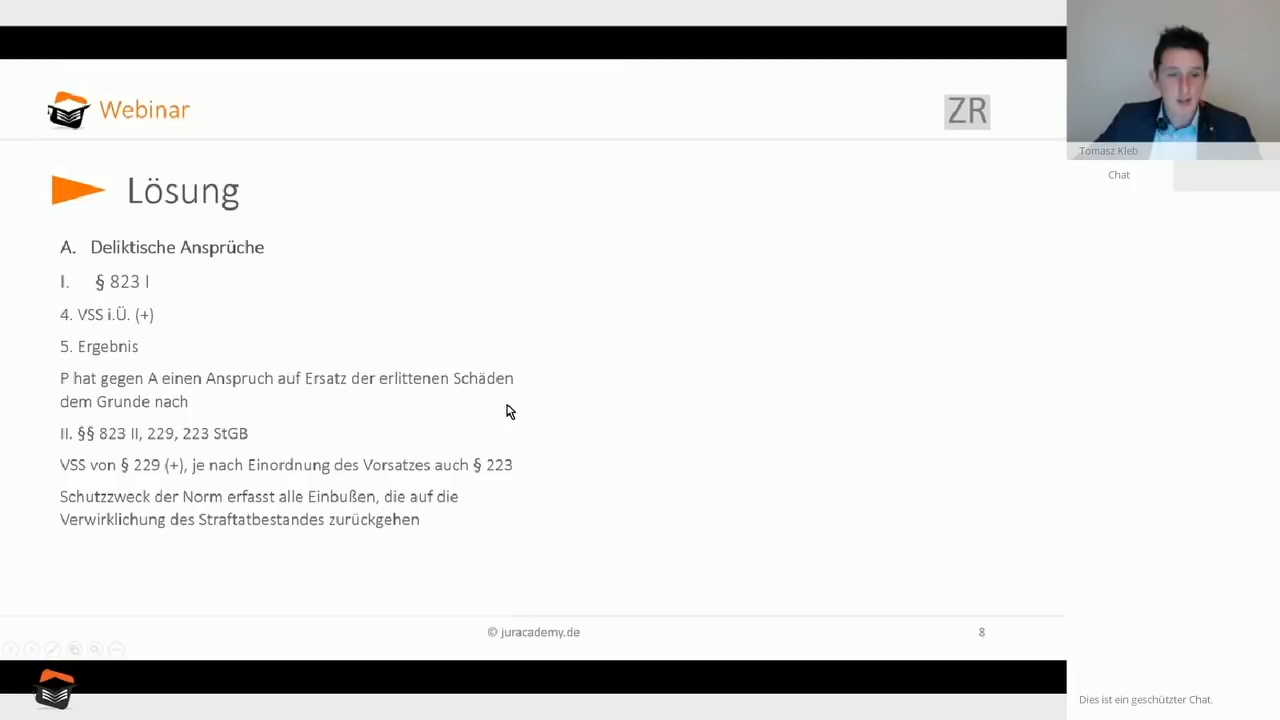 Webinar
ZR
Tomasz Kleb
Chat
Lösung
A. Deliktische Ansprüche
I. § 823 I
4. VSS i.Ü. (+)
5. Ergebnis
P hat gegen A einen Anspruch auf Ersatz der erlittenen Schäden
dem Grunde nach
II. §§ 823 II, 229, 223 StGB
VSS von § 229 (+), je nach Einordnung des Vorsatzes auch § 223
Schutzzweck der Norm erfasst alle Einbußen, die auf die
Verwirklichung des Straftatbestandes zurückgehen
© juracademy.de
8
Dies ist ein geschützter Chat.